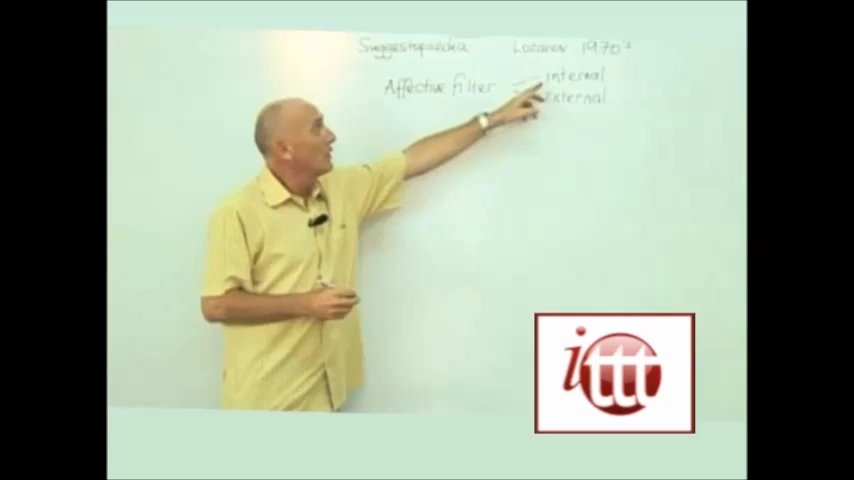 Suggestopaedia Lozanov 1970's
Affective filter internal
external
ittt